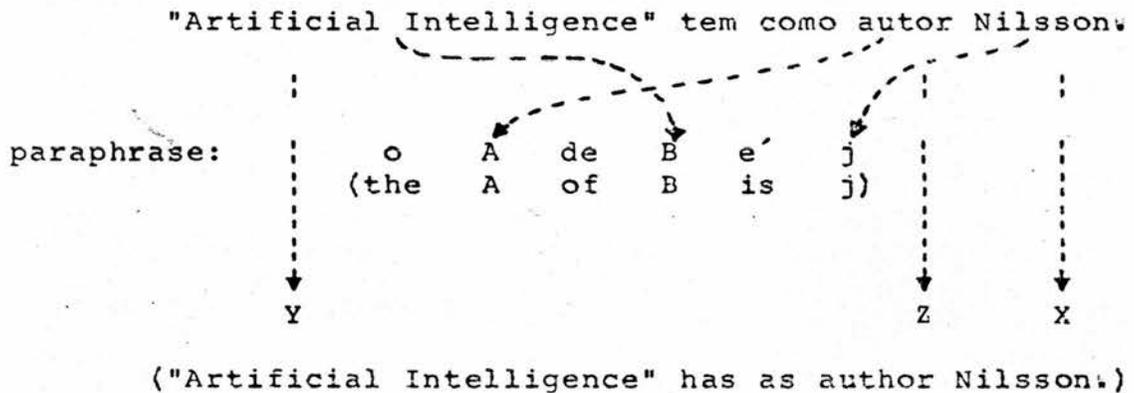 "Artificial Intelligence" tem como autor Nilsson.
paraphrase: o A de B e´ j
(the A of B is j)
Y Z X
("Artificial Intelligence" has as author Nilsson.)